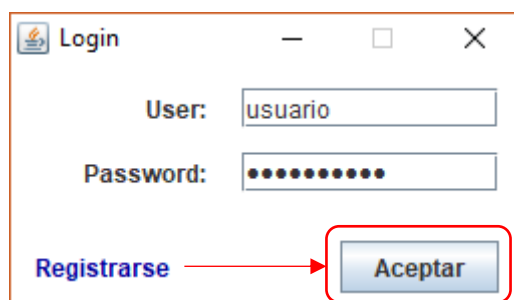 Login
User: usuario
Password: ••••••••••
Registrarse Aceptar